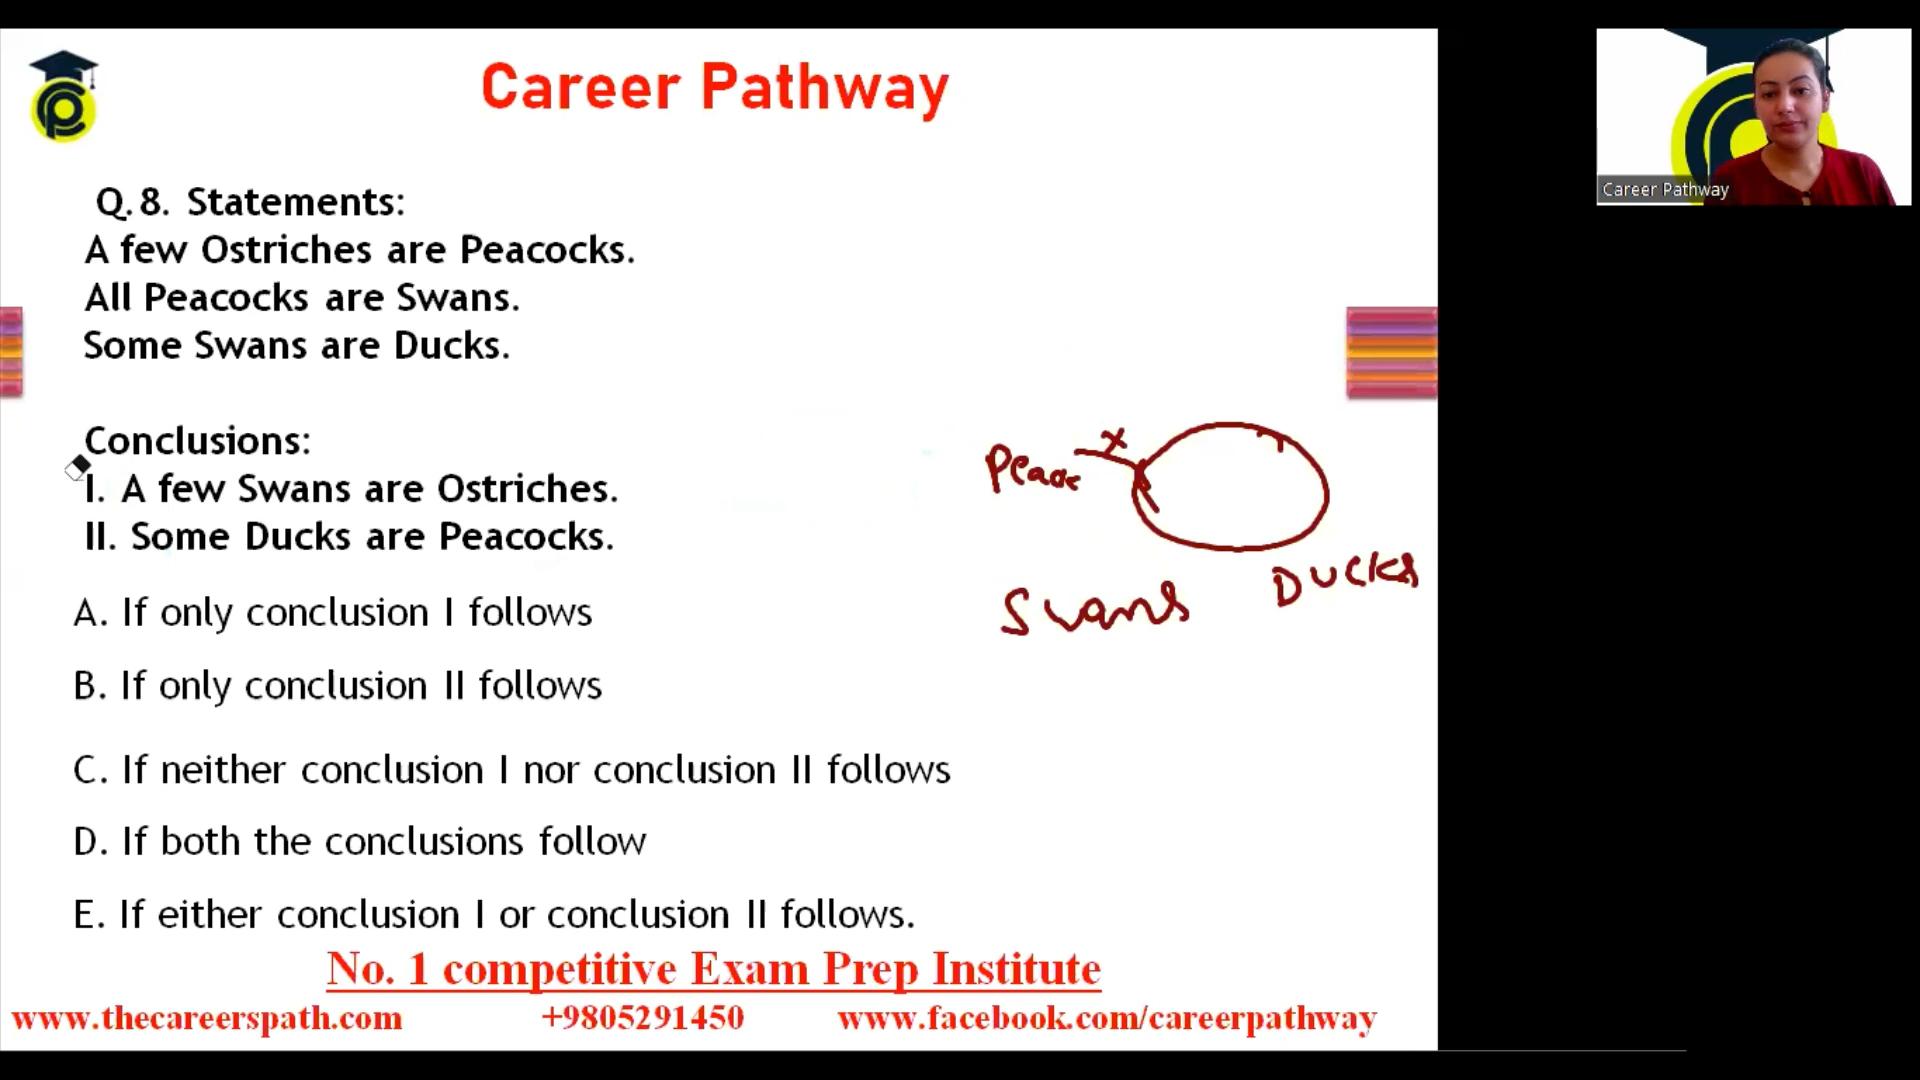 Career Pathway
Career Pathway
Q.8. Statements:
A few Ostriches are Peacocks.
All Peacocks are Swans.
Some Swans are Ducks.
Conclusions:
I. A few Swans are Ostriches.
II. Some Ducks are Peacocks.
A. If only conclusion I follows
B. If only conclusion II follows
C. If neither conclusion I nor conclusion II follows
D. If both the conclusions follow
E. If either conclusion I or conclusion II follows.
x
Swans
Ducks
No. 1 competitive Exam Prep Institute
www.thecareerspath.com +9805291450 www.facebook.com/careerpathway